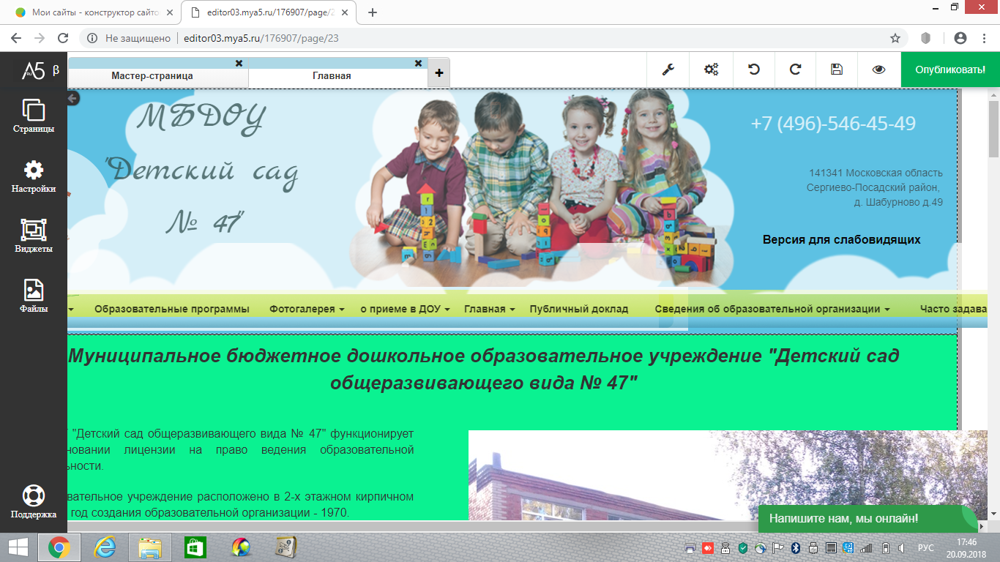 Мои сайты - конструктор сайто
editor03.mya5.ru/176907/page/2
Не защищено
editor03.mya5.ru/176907/page/23
A5
.RU
β
Мастер-страница
Главная
Опубликовать!
Страницы
Настройки
Виджеты
Файлы
Поддержка
МБДОУ
"Детский сад
№ 47"
+7 (496)-546-45-49
141341 Московская область
Сергиево-Посадский район,
д. Шабурново д.49
Версия для слабовидящих
Образовательные программы
Фотогалерея
о приеме в ДОУ
Главная
Публичный доклад
Сведения об образовательной организации
Часто задава
Муниципальное бюджетное дошкольное образовательное учреждение "Детский сад
общеразвивающего вида № 47"
"Детский сад общеразвивающего вида № 47" функционирует
новании лицензии на право ведения образовательной
ьности.
вательное учреждение расположено в 2-х этажном кирпичном
год создания образовательной организации - 1970.
Напишите нам, мы онлайн!
РУС
17:46
20.09.2018